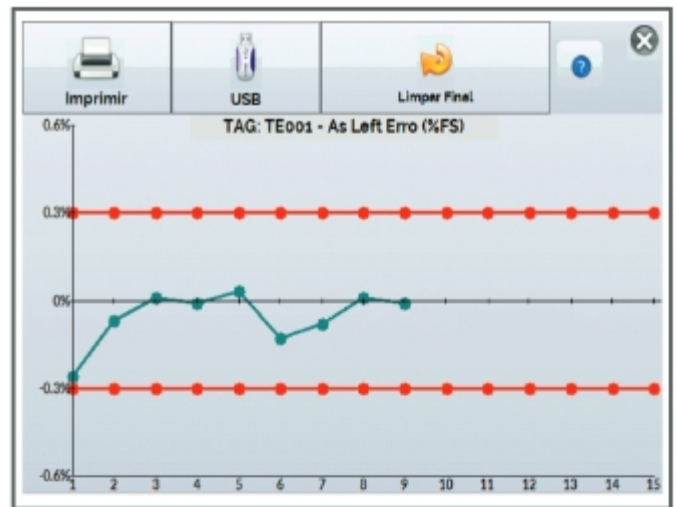 Imprimir USB Limpar Final
TAG: TE001 - As Left Erro (%FS)
0.6%
0.3%
0%
-0.3%
-0.6%
1 2 3 4 5 6 7 8 9 10 11 12 13 14 15